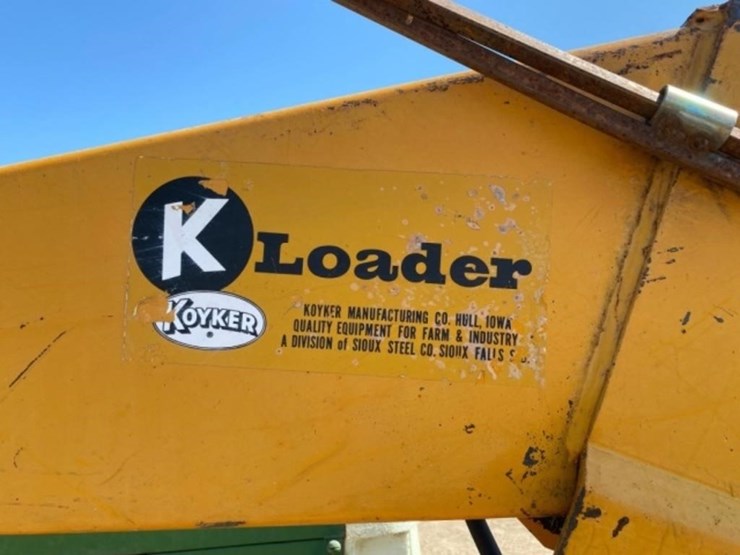 K Loader
KOYKER
KOYKER MANUFACTURING CO. HULL, IOWA
QUALITY EQUIPMENT FOR FARM & INDUSTRY
A DIVISION of SIOUX STEEL CO. SIOUX FALLS S.D.